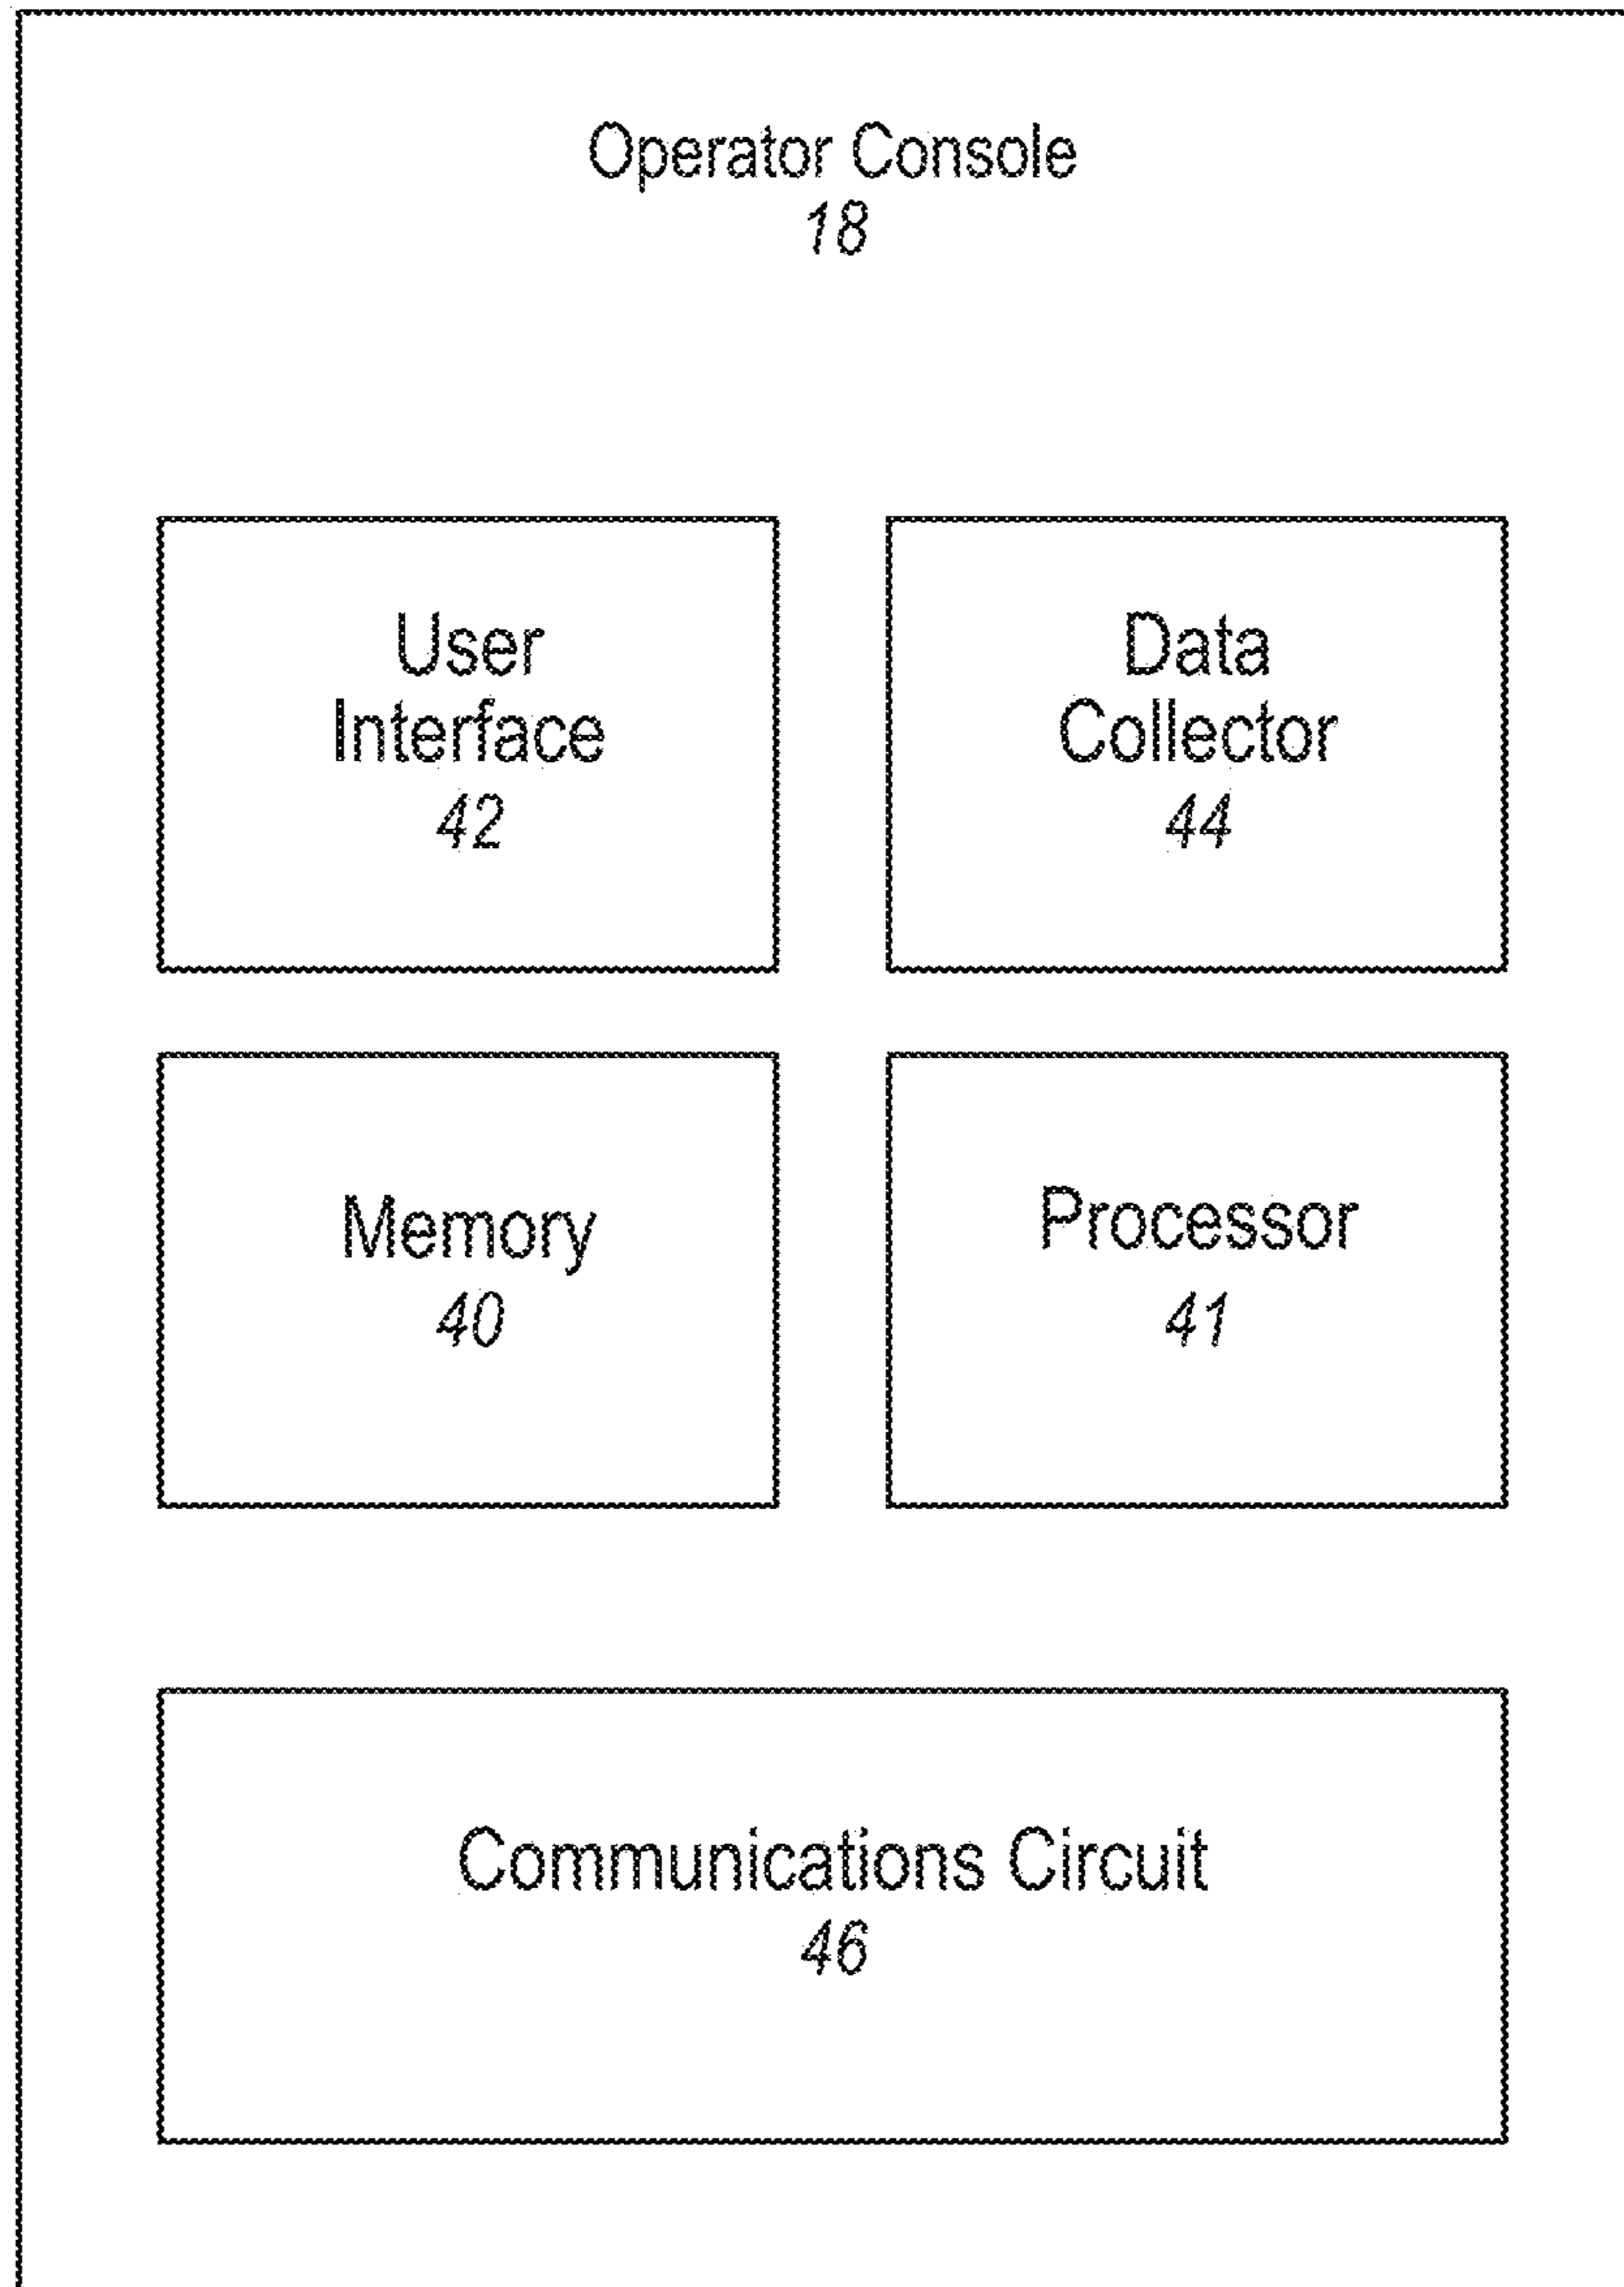 Operator Console
18
User
Interface
42
Data
Collector
44
Memory
40
Processor
41
Communications Circuit
46